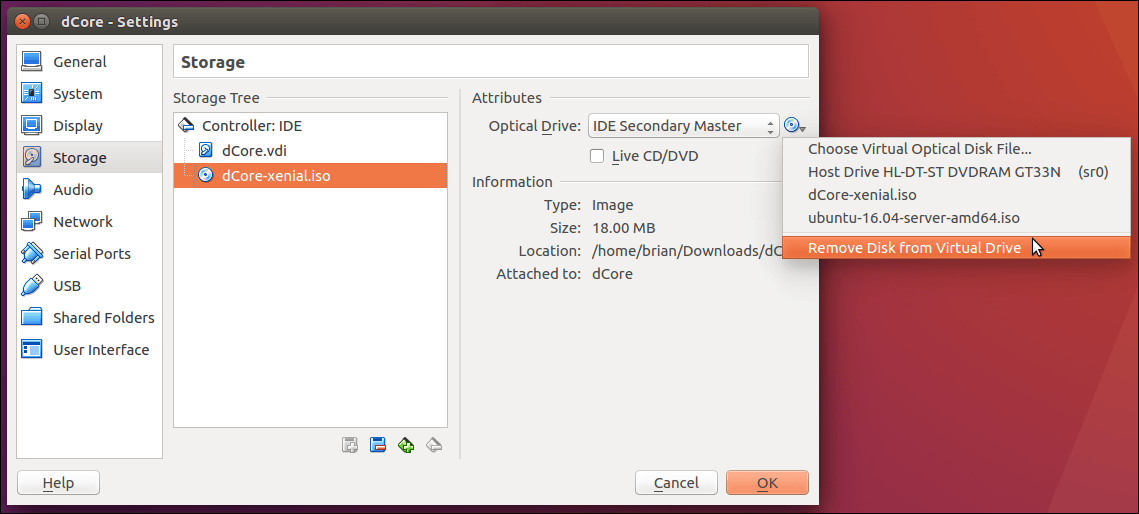 dCore - Settings
General
System
Display
Storage
Audio
Network
Serial Ports
USB
Shared Folders
User Interface
Storage
Storage Tree
Controller: IDE
dCore.vdi
dCore-xenial.iso
Attributes
Optical Drive: IDE Secondary Master
Live CD/DVD
Information
Type: Image
Size: 18.00 MB
Location: /home/brian/Downloads/dC
Attached to: dCore
Choose Virtual Optical Disk File...
Host Drive HL-DT-ST DVDRAM GT33N (sr0)
dCore-xenial.iso
ubuntu-16.04-server-amd64.iso
Remove Disk from Virtual Drive
Help
Cancel
OK